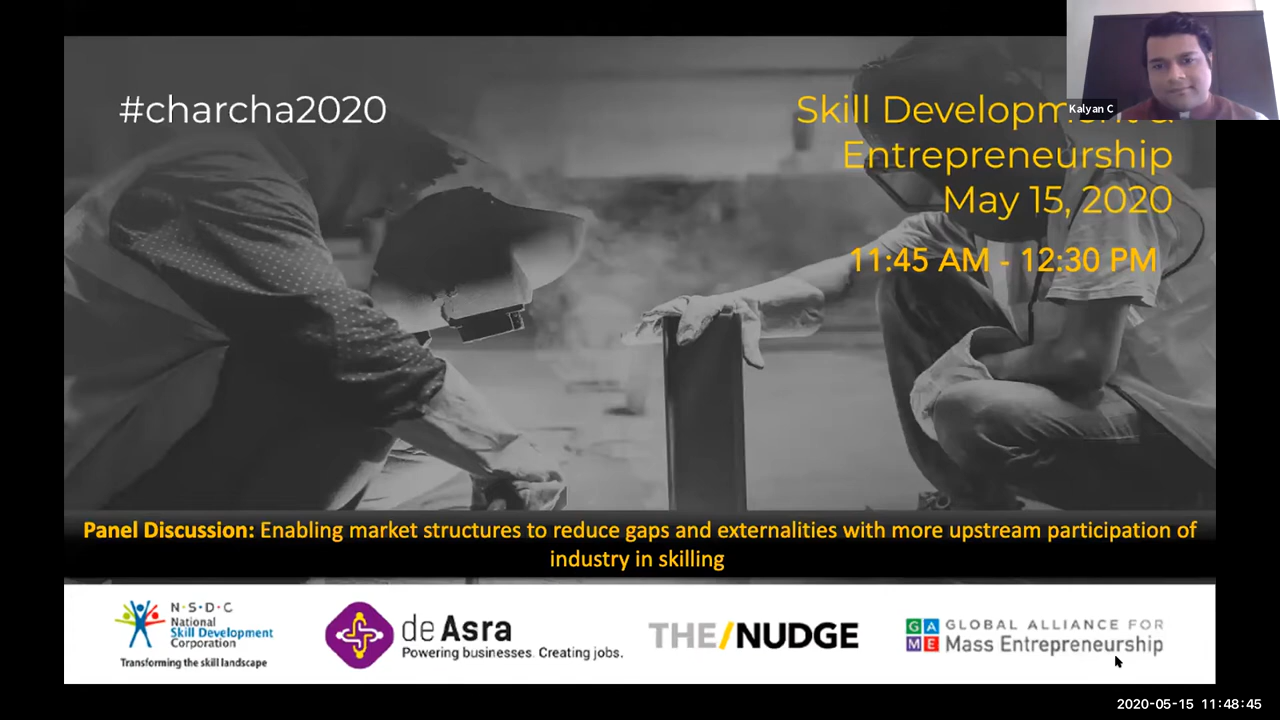 Kalyan C
#charcha2020
Skill Development &
Entrepreneurship
May 15, 2020
11:45 AM - 12:30 PM
Panel Discussion: Enabling market structures to reduce gaps and externalities with more upstream participation of
industry in skilling
N·S·D·C
National
Skill Development
Corporation
Transforming the skill landscape
de Asra
Powering businesses. Creating jobs.
THE/NUDGE
GAME
GLOBAL ALLIANCE FOR
Mass Entrepreneurship
2020-05-15 11:48:45